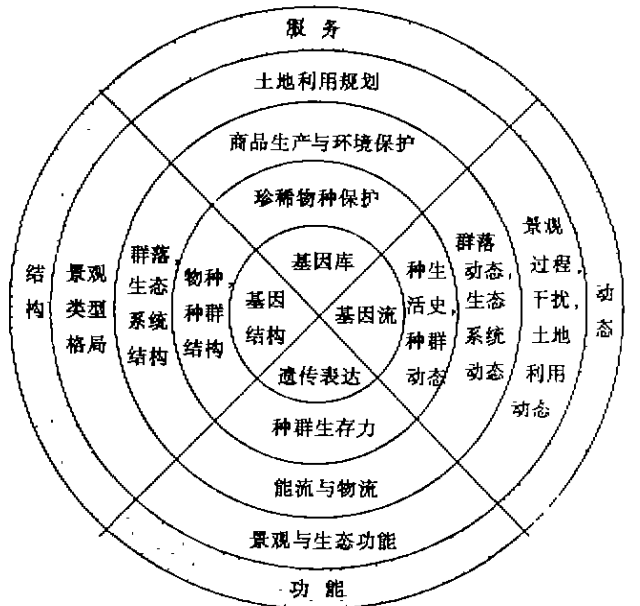 服务
土地利用规划
商品生产与环境保护
珍稀物种保护
基因库
结构
景观类型格局
群落,生态系统结构
物种,种群结构
基因结构
基因流
种生活史,种群动态
群落动态,生态系统动态
景观过程,干扰,土地利用动态
动态
遗传表达
种群生存力
能流与物流
景观与生态功能
功能